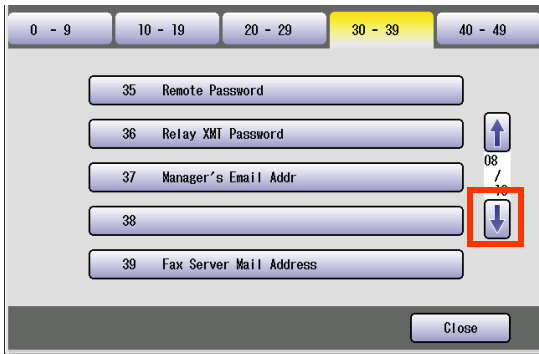 0 - 9
10 - 19
20 - 29
30 - 39
40 - 49
35 Remote Password
36 Relay XMT Password
37 Manager's Email Addr
08
/
10
38
39 Fax Server Mail Address
Close